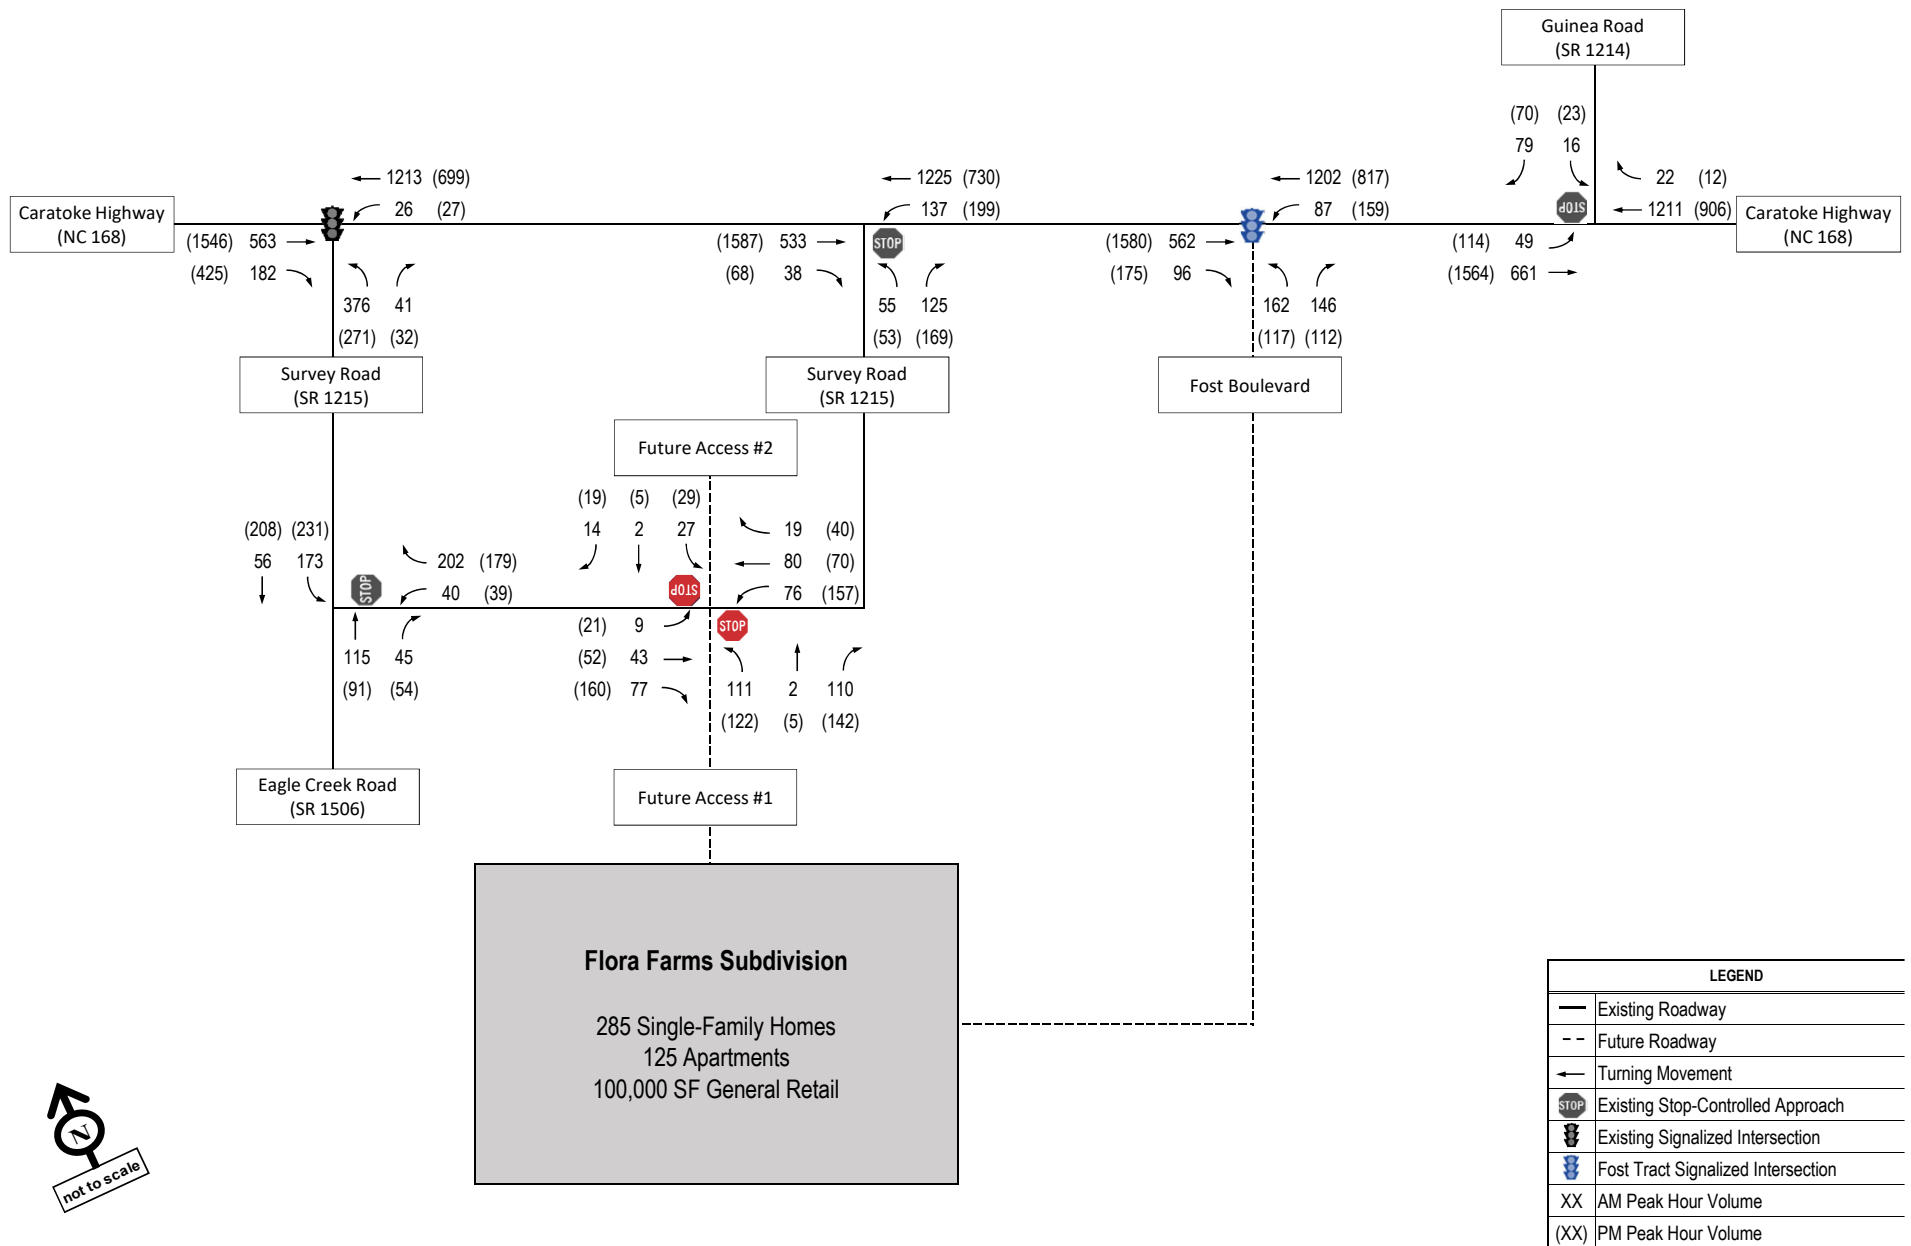 Guinea Road
(SR 1214)
(70) (23)
79 16
1213 (699)
1225 (730)
1202 (817)
22 (12)
26 (27)
137 (199)
87 (159)
STOP
1211 (906)
Caratoke Highway
(NC 168)
Caratoke Highway
(NC 168)
(1546) 563
(1587) 533
STOP
(1580) 562
(114) 49
(425) 182
(68) 38
(175) 96
(1564) 661
376 41
55 125
162 146
(271) (32)
(53) (169)
(117) (112)
Survey Road
(SR 1215)
Survey Road
(SR 1215)
Fost Boulevard
Future Access #2
(19) (5) (29)
14 2 27
(208) (231)
56 173
19 (40)
202 (179)
80 (70)
STOP
40 (39)
STOP
76 (157)
(21) 9
STOP
(52) 43
(160) 77
115 45
(91) (54)
111 2 110
(122) (5) (142)
Eagle Creek Road
(SR 1506)
Future Access #1
Flora Farms Subdivision
285 Single-Family Homes
125 Apartments
100,000 SF General Retail
N
not to scale
LEGEND
Existing Roadway
Future Roadway
Turning Movement
STOP Existing Stop-Controlled Approach
Existing Signalized Intersection
Fost Tract Signalized Intersection
XX AM Peak Hour Volume
(XX) PM Peak Hour Volume